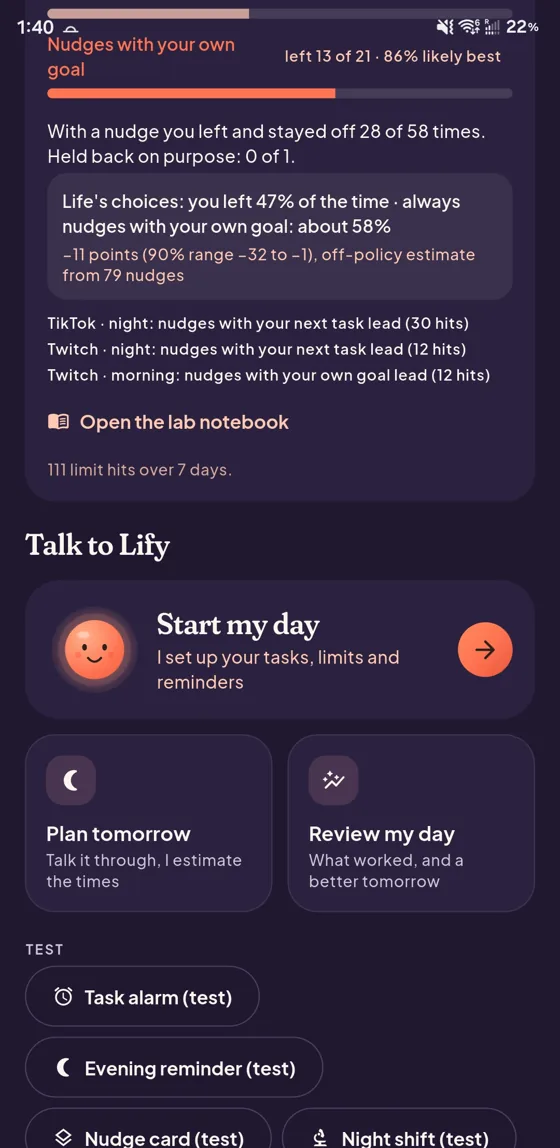 1:40
6
R
22%
Nudges with your own
goal
left 13 of 21 · 86% likely best
With a nudge you left and stayed off 28 of 58 times.
Held back on purpose: 0 of 1.
Life's choices: you left 47% of the time · always
nudges with your own goal: about 58%
−11 points (90% range −32 to −1), off-policy estimate
from 79 nudges
TikTok · night: nudges with your next task lead (30 hits)
Twitch · night: nudges with your next task lead (12 hits)
Twitch · morning: nudges with your own goal lead (12 hits)
Open the lab notebook
111 limit hits over 7 days.
Talk to Lify
Start my day
I set up your tasks, limits and
reminders
Plan tomorrow
Talk it through, I estimate
the times
Review my day
What worked, and a
better tomorrow
TEST
Task alarm (test)
Evening reminder (test)
Nudge card (test)
Night shift (test)